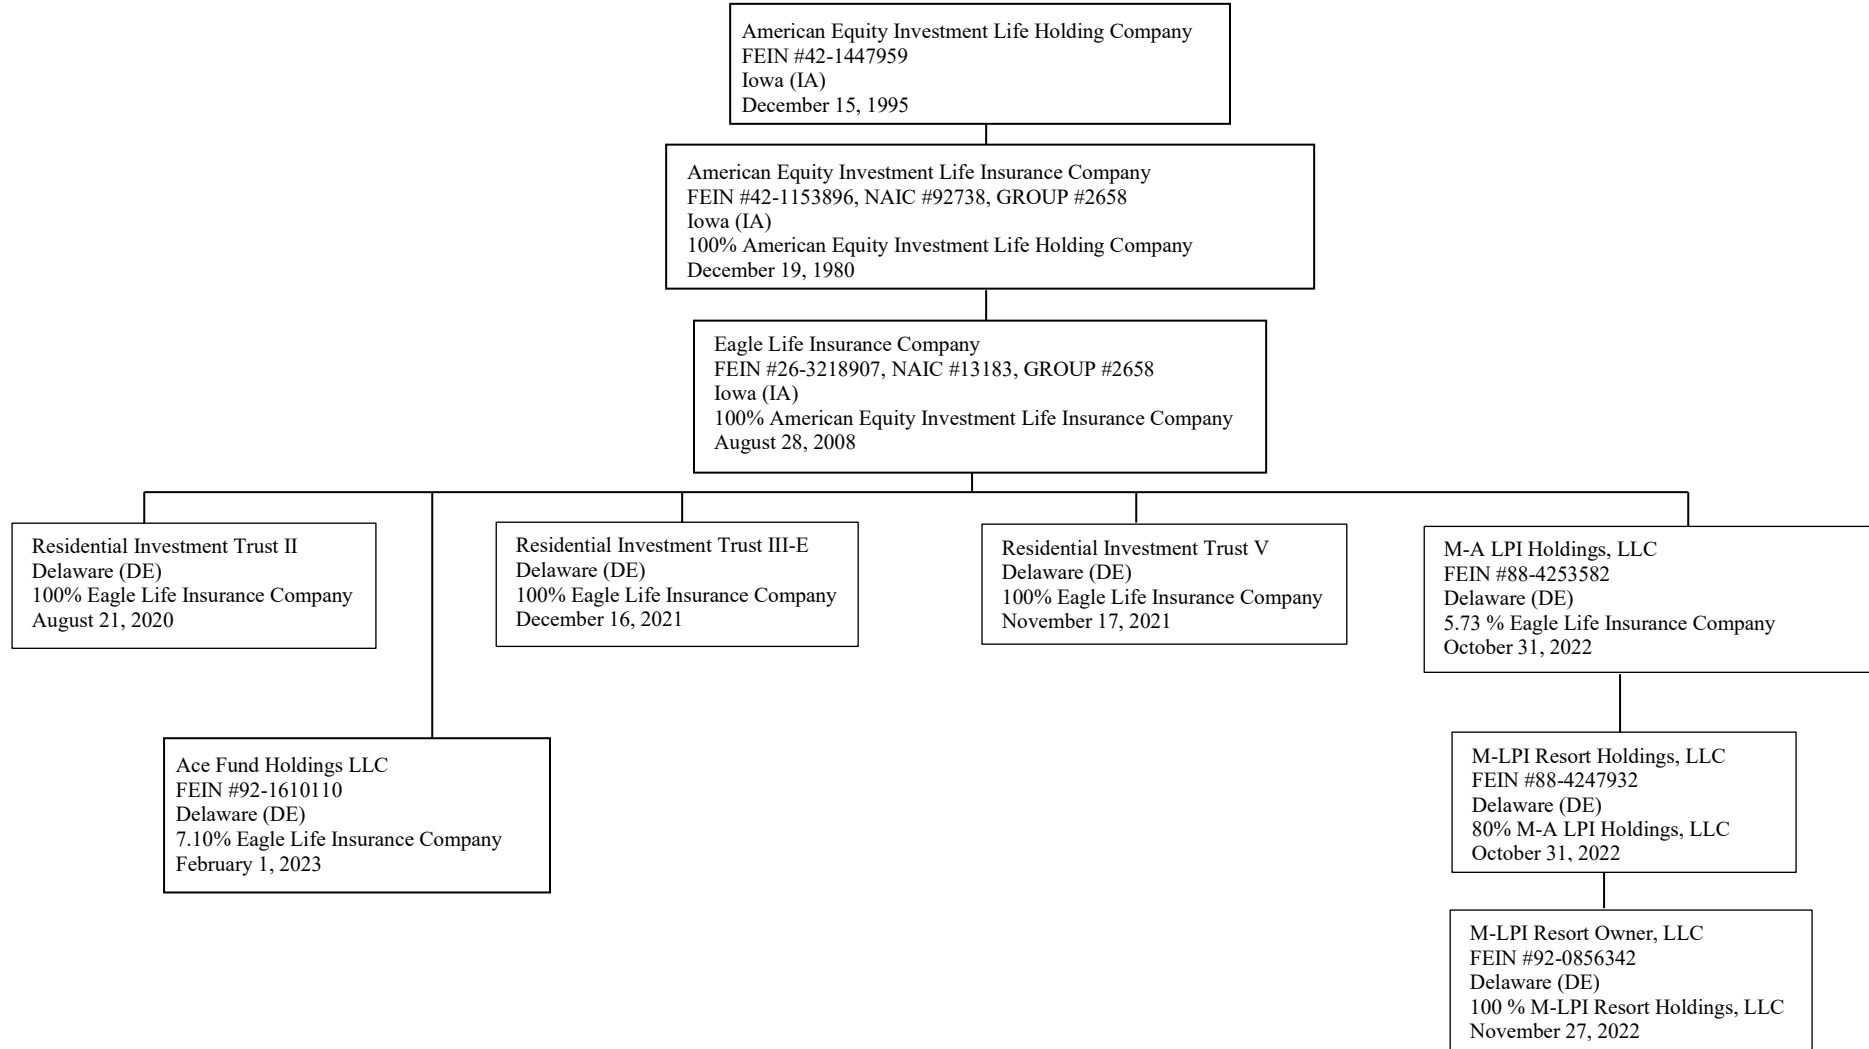 American Equity Investment Life Holding Company
FEIN #42-1447959
Iowa (IA)
December 15, 1995
American Equity Investment Life Insurance Company
FEIN #42-1153896, NAIC #92738, GROUP #2658
Iowa (IA)
100% American Equity Investment Life Holding Company
December 19, 1980
Eagle Life Insurance Company
FEIN #26-3218907, NAIC #13183, GROUP #2658
Iowa (IA)
100% American Equity Investment Life Insurance Company
August 28, 2008
Residential Investment Trust II
Delaware (DE)
100% Eagle Life Insurance Company
August 21, 2020
Residential Investment Trust III-E
Delaware (DE)
100% Eagle Life Insurance Company
December 16, 2021
Residential Investment Trust V
Delaware (DE)
100% Eagle Life Insurance Company
November 17, 2021
M-A LPI Holdings, LLC
FEIN #88-4253582
Delaware (DE)
5.73 % Eagle Life Insurance Company
October 31, 2022
Ace Fund Holdings LLC
FEIN #92-1610110
Delaware (DE)
7.10% Eagle Life Insurance Company
February 1, 2023
M-LPI Resort Holdings, LLC
FEIN #88-4247932
Delaware (DE)
80% M-A LPI Holdings, LLC
October 31, 2022
M-LPI Resort Owner, LLC
FEIN #92-0856342
Delaware (DE)
100 % M-LPI Resort Holdings, LLC
November 27, 2022